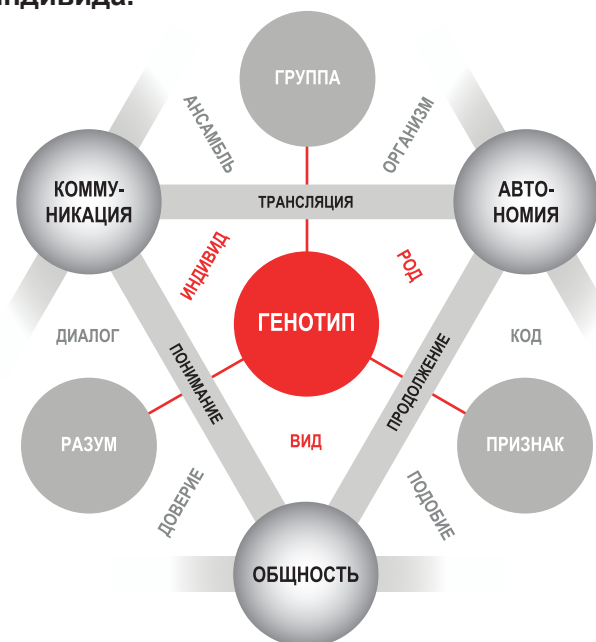 индивида.
ГРУППА
АНСАМБЛЬ
ОРГАНИЗМ
КОММУ-
НИКАЦИЯ
ТРАНСЛЯЦИЯ
АВТО-
НОМИЯ
ИНДИВИД
РОД
ГЕНОТИП
ДИАЛОГ
ПОНИМАНИЕ
ПРОДОЛЖЕНИЕ
КОД
РАЗУМ
ВИД
ПРИЗНАК
ДОВЕРИЕ
ПОДОБИЕ
ОБЩНОСТЬ